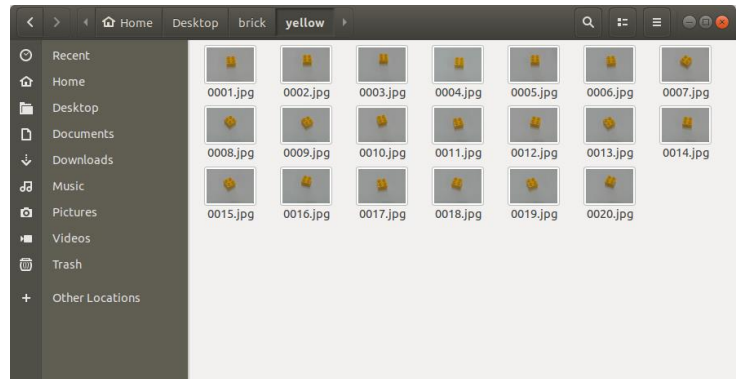 Home Desktop brick yellow
Recent
Home
Desktop
Documents
Downloads
Music
Pictures
Videos
Trash
Other Locations
0001.jpg 0002.jpg 0003.jpg 0004.jpg 0005.jpg 0006.jpg 0007.jpg
0008.jpg 0009.jpg 0010.jpg 0011.jpg 0012.jpg 0013.jpg 0014.jpg
0015.jpg 0016.jpg 0017.jpg 0018.jpg 0019.jpg 0020.jpg